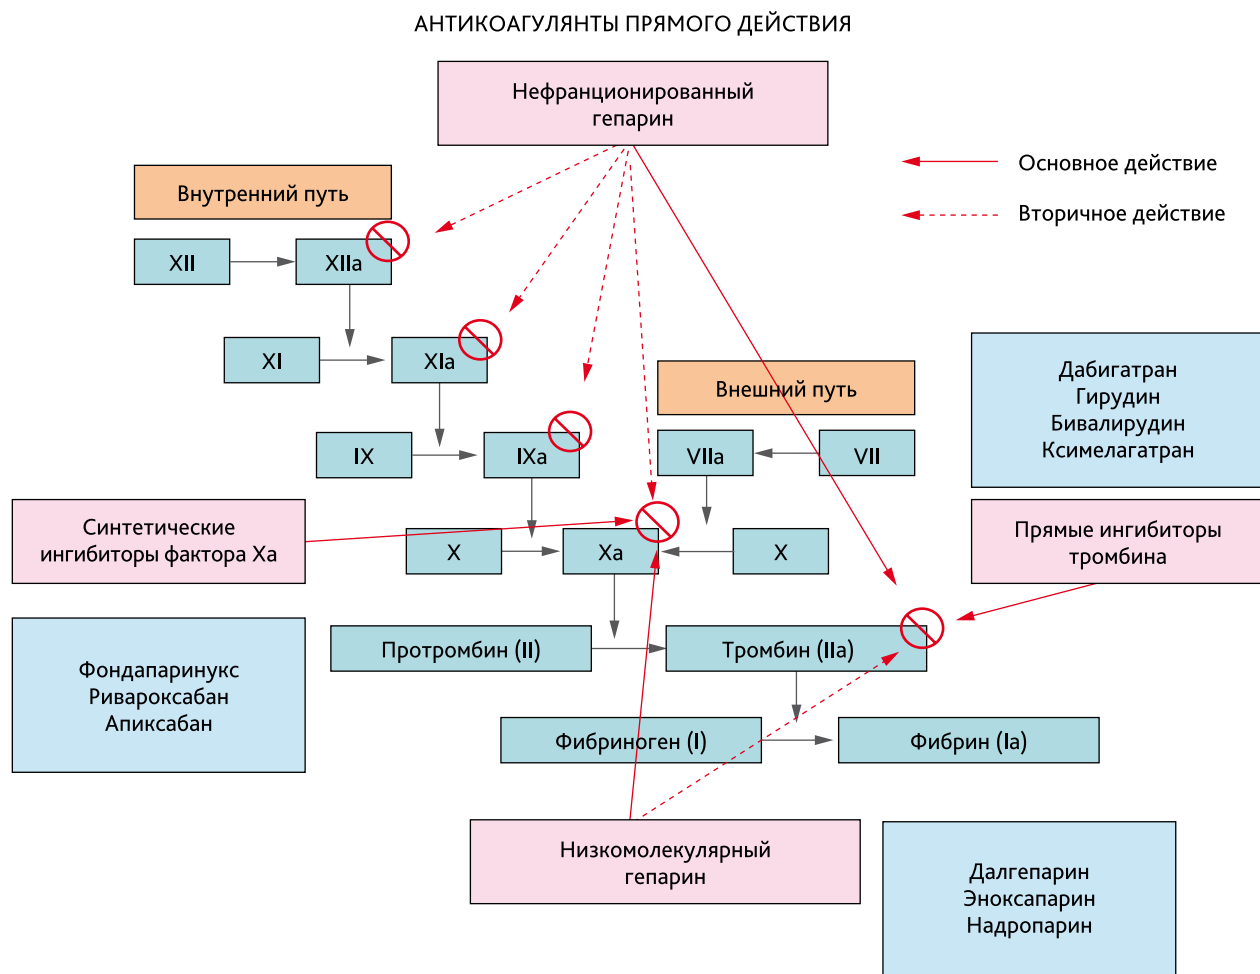 АНТИКОАГУЛЯНТЫ ПРЯМОГО ДЕЙСТВИЯ
Нефранционированный
гепарин
Основное действие
Вторичное действие
Внутренний путь
XII
XIIa
XI
XIa
Внешний путь
Дабигатран
Гирудин
Бивалирудин
Ксимелагатран
IX
IXa
VIIa
VII
Синтетические
ингибиторы фактора Xa
X
Xa
X
Прямые ингибиторы
тромбина
Протромбин (II)
Тромбин (IIa)
Фондапаринукс
Ривароксабан
Апиксабан
Фибриноген (I)
Фибрин (Ia)
Низкомолекулярный
гепарин
Далгепарин
Эноксапарин
Надропарин